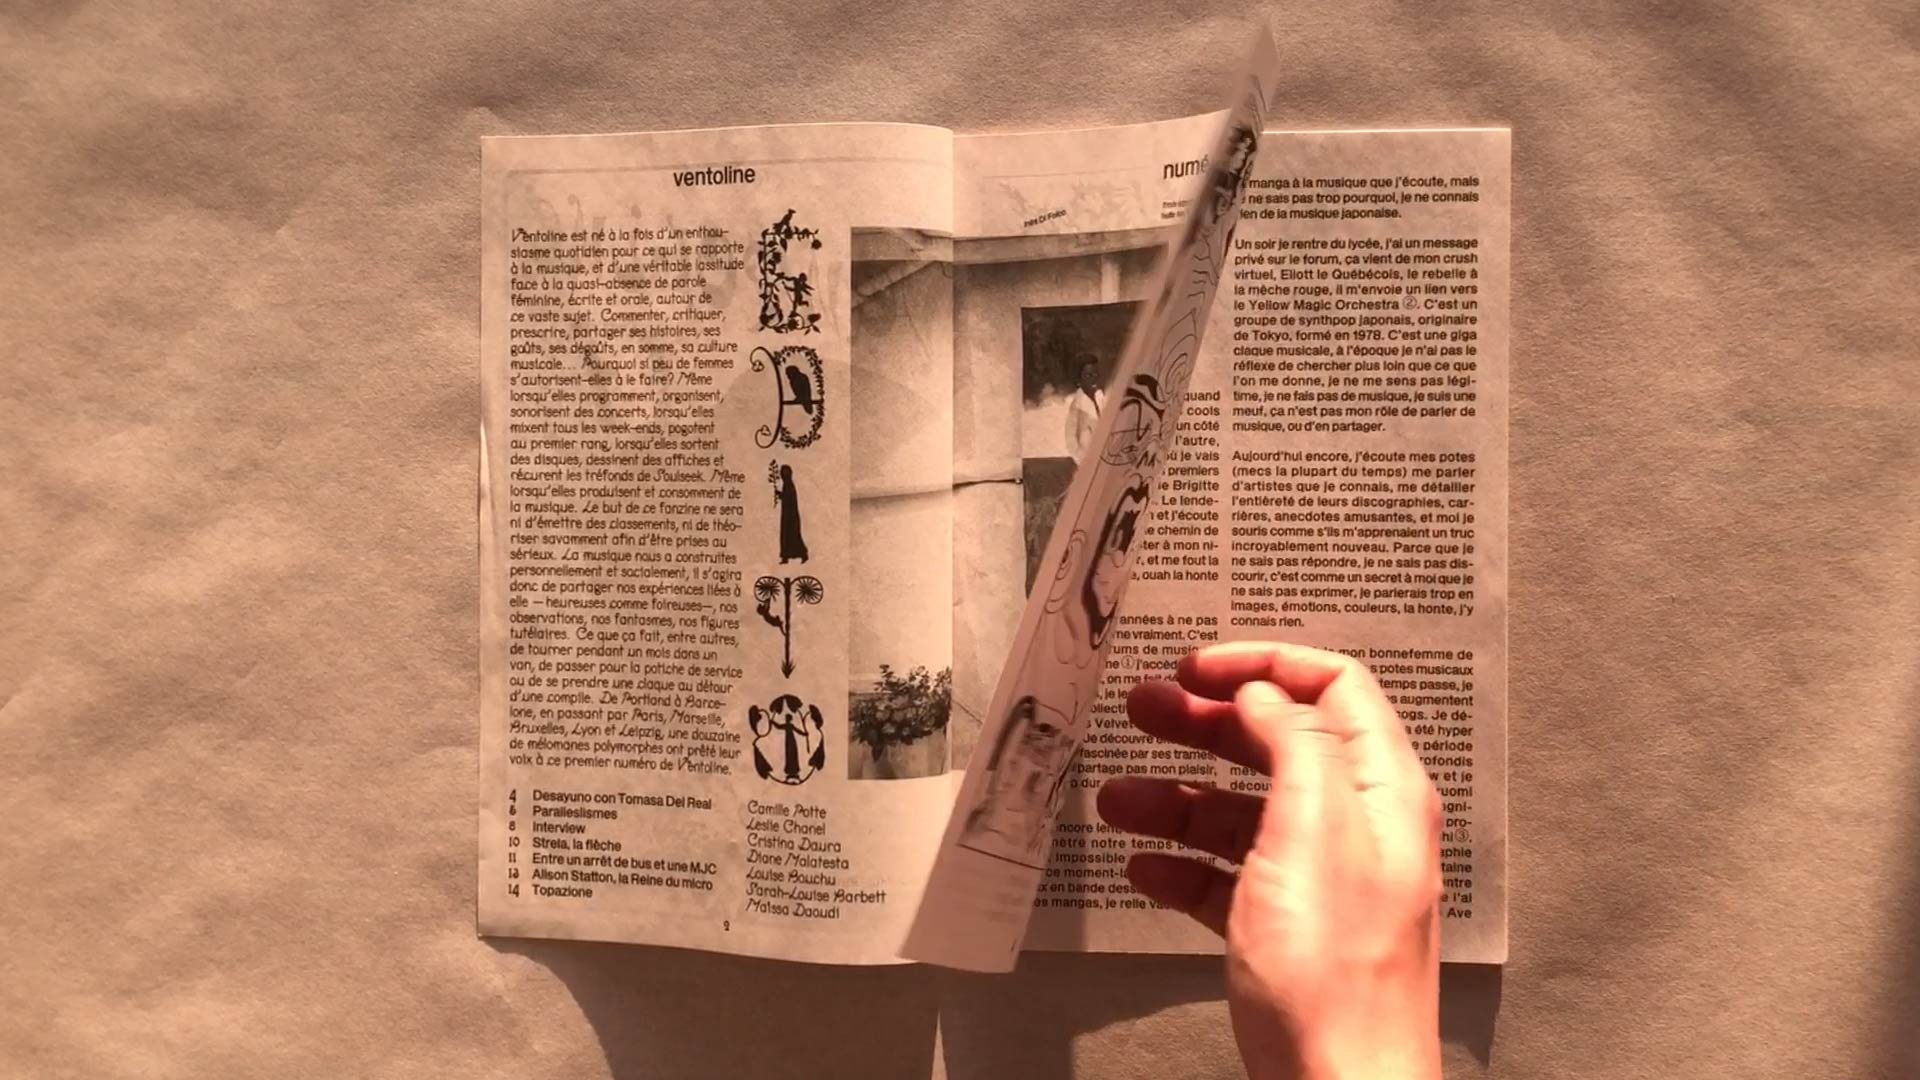 ventoline
Ventoline est né à la fois d'un enthou-
siasme quotidien pour ce qui se rapporte
à la musique, et d'une véritable lassitude
face à la quasi-absence de parole
féminine, écrite et orale, autour de
ce vaste sujet. Commenter, critiquer,
prescrire, partager ses histoires, ses
goûts, ses dégoûts, en somme, sa culture
musicale... Pourquoi si peu de femmes
s'autorisent-elles à le faire? Même
lorsqu'elles programment, organisent,
sonorisent des concerts, lorsqu'elles
mixent tous les week-ends, pogotent
au premier rang, lorsqu'elles sortent
des disques, dessinent des affiches et
récurent les tréfonds de Soulseek. Même
lorsqu'elles produisent et consomment de
la musique. Le but de ce fanzine ne sera
ni d'émettre des classements, ni de théo-
riser savamment afin d'être prises au
sérieux. La musique nous a construites
personnellement et socialement, il s'agira
donc de partager nos expériences liées à
elle — heureuses comme foireuses—, nos
observations, nos fantasmes, nos figures
tutélaires. Ce que ça fait, entre autres,
de tourner pendant un mois dans un
van, de passer pour la potiche de service
ou de se prendre une claque au détour
d'une compile. De Portland à Barce-
lone, en passant par Paris, Marseille,
Bruxelles, Lyon et Leipzig, une douzaine
de mélomanes polymorphes ont prêté leur
voix à ce premier numéro de Ventoline.
4 Desayuno con Tomasa Del Real
6 Paralleslismes
8 Interview
10 Strela, la flèche
11 Entre un arrêt de bus et une MJC
13 Alison Statton, la Reine du micro
14 Topazione
Camille Potte
Leslie Chanel
Cristina Daura
Diane Malatesta
Louise Bouchu
Sarah-Louise Barbett
Maïssa Daoudi
2
numé
Inès Di Folco
quand
cools
un côté
l'autre,
où je vais
premiers
Brigitte
Le lende-
et j'écoute
chemin de
ter à mon ni-
r, et me fout la
ouah la honte
années à ne pas
ne vraiment. C'est
rums de musi
ne ① j'accèd
on me fait
je le
ollecti
Velvet
Je découvre
fascinée par ses trames,
partage pas mon plaisir,
dur
encore
notre temps
Impossible sur
ce moment-l
en bande dess
mangas, je relie
manga à la musique que j'écoute, mais
ne sais pas trop pourquoi, je ne connais
ien de la musique japonaise.
Un soir je rentre du lycée, j'ai un message
privé sur le forum, ça vient de mon crush
virtuel, Eliott le Québécois, le rebelle à
la mèche rouge, il m'envoie un lien vers
le Yellow Magic Orchestra ②. C'est un
groupe de synthpop japonais, originaire
de Tokyo, formé en 1978. C'est une giga
claque musicale, à l'époque je n'ai pas le
réflexe de chercher plus loin que ce que
l'on me donne, je ne me sens pas légi-
time, je ne fais pas de musique, je suis une
meuf, ça n'est pas mon rôle de parler de
musique, ou d'en partager.
Aujourd'hui encore, j'écoute mes potes
(mecs la plupart du temps) me parler
d'artistes que je connais, me détailler
l'entièreté de leurs discographies, car-
rières, anecdotes amusantes, et moi je
souris comme s'ils m'apprenaient un truc
incroyablement nouveau. Parce que je
ne sais pas répondre, je ne sais pas dis-
courir, c'est comme un secret à moi que je
ne sais pas exprimer, je parlerais trop en
images, émotions, couleurs, la honte, j'y
connais rien.
mon bonnefemme de
s potes musicaux
temps passe, je
s augmentent
ogs. Je dé-
a été hyper
période
rofondis
mes w et je
décou uomi
agni-
pro-
hi ③.
aphie
taine
entre
e l'ai
Ave